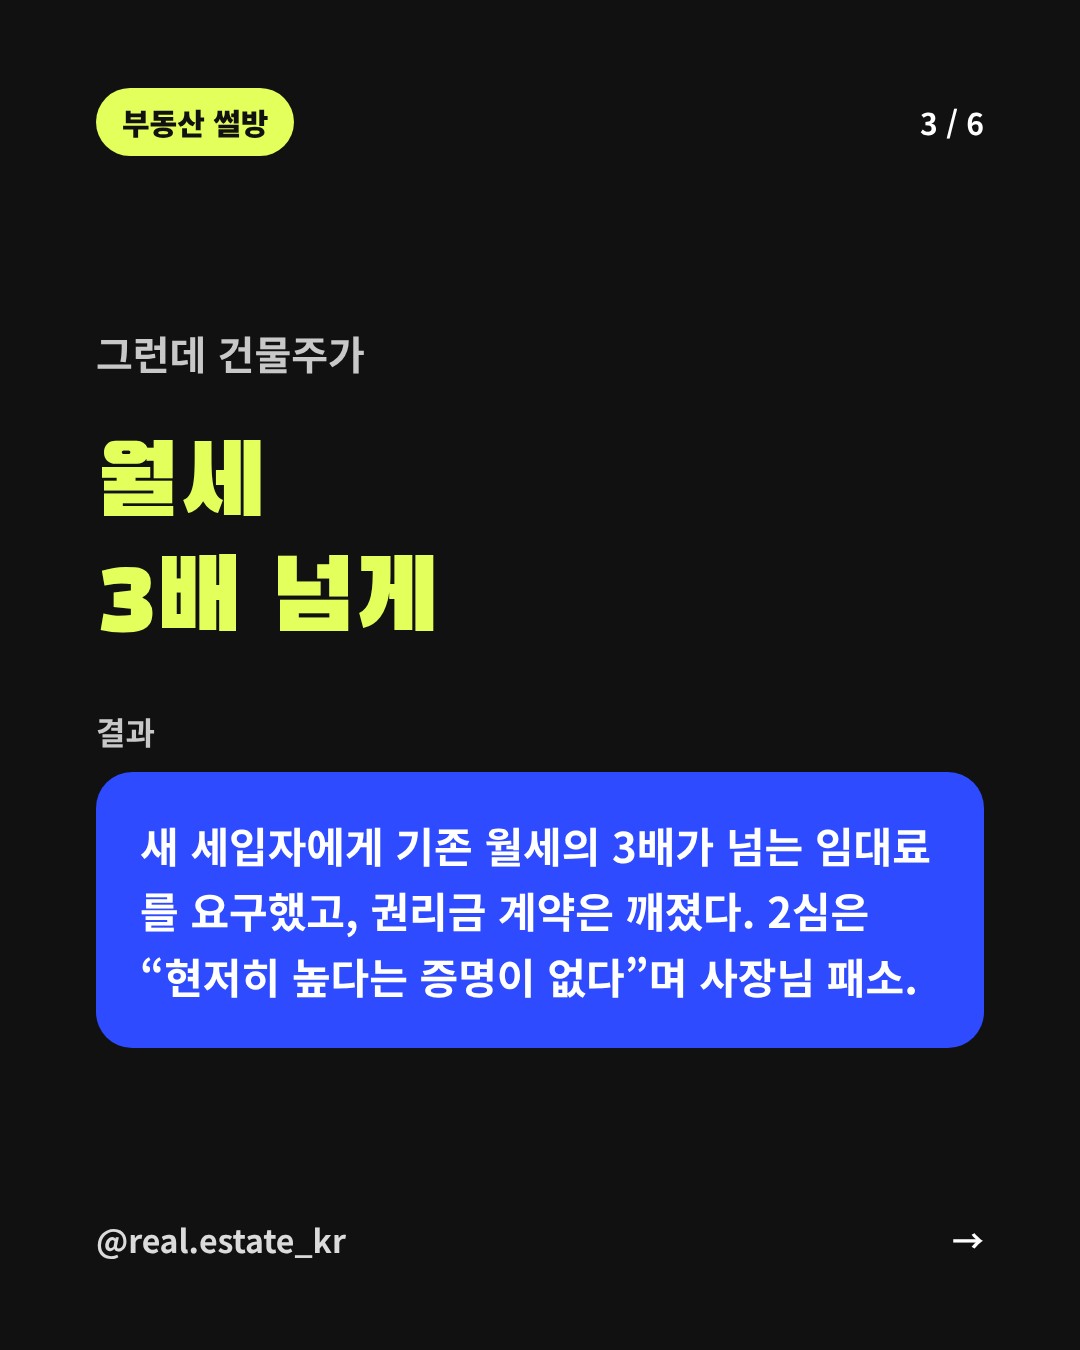 부동산 썰방
3 / 6
그런데 건물주가
월세
3배 넘게
결과
새 세입자에게 기존 월세의 3배가 넘는 임대료
를 요구했고, 권리금 계약은 깨졌다. 2심은
“현저히 높다는 증명이 없다”며 사장님 패소.
@real.estate_kr
→